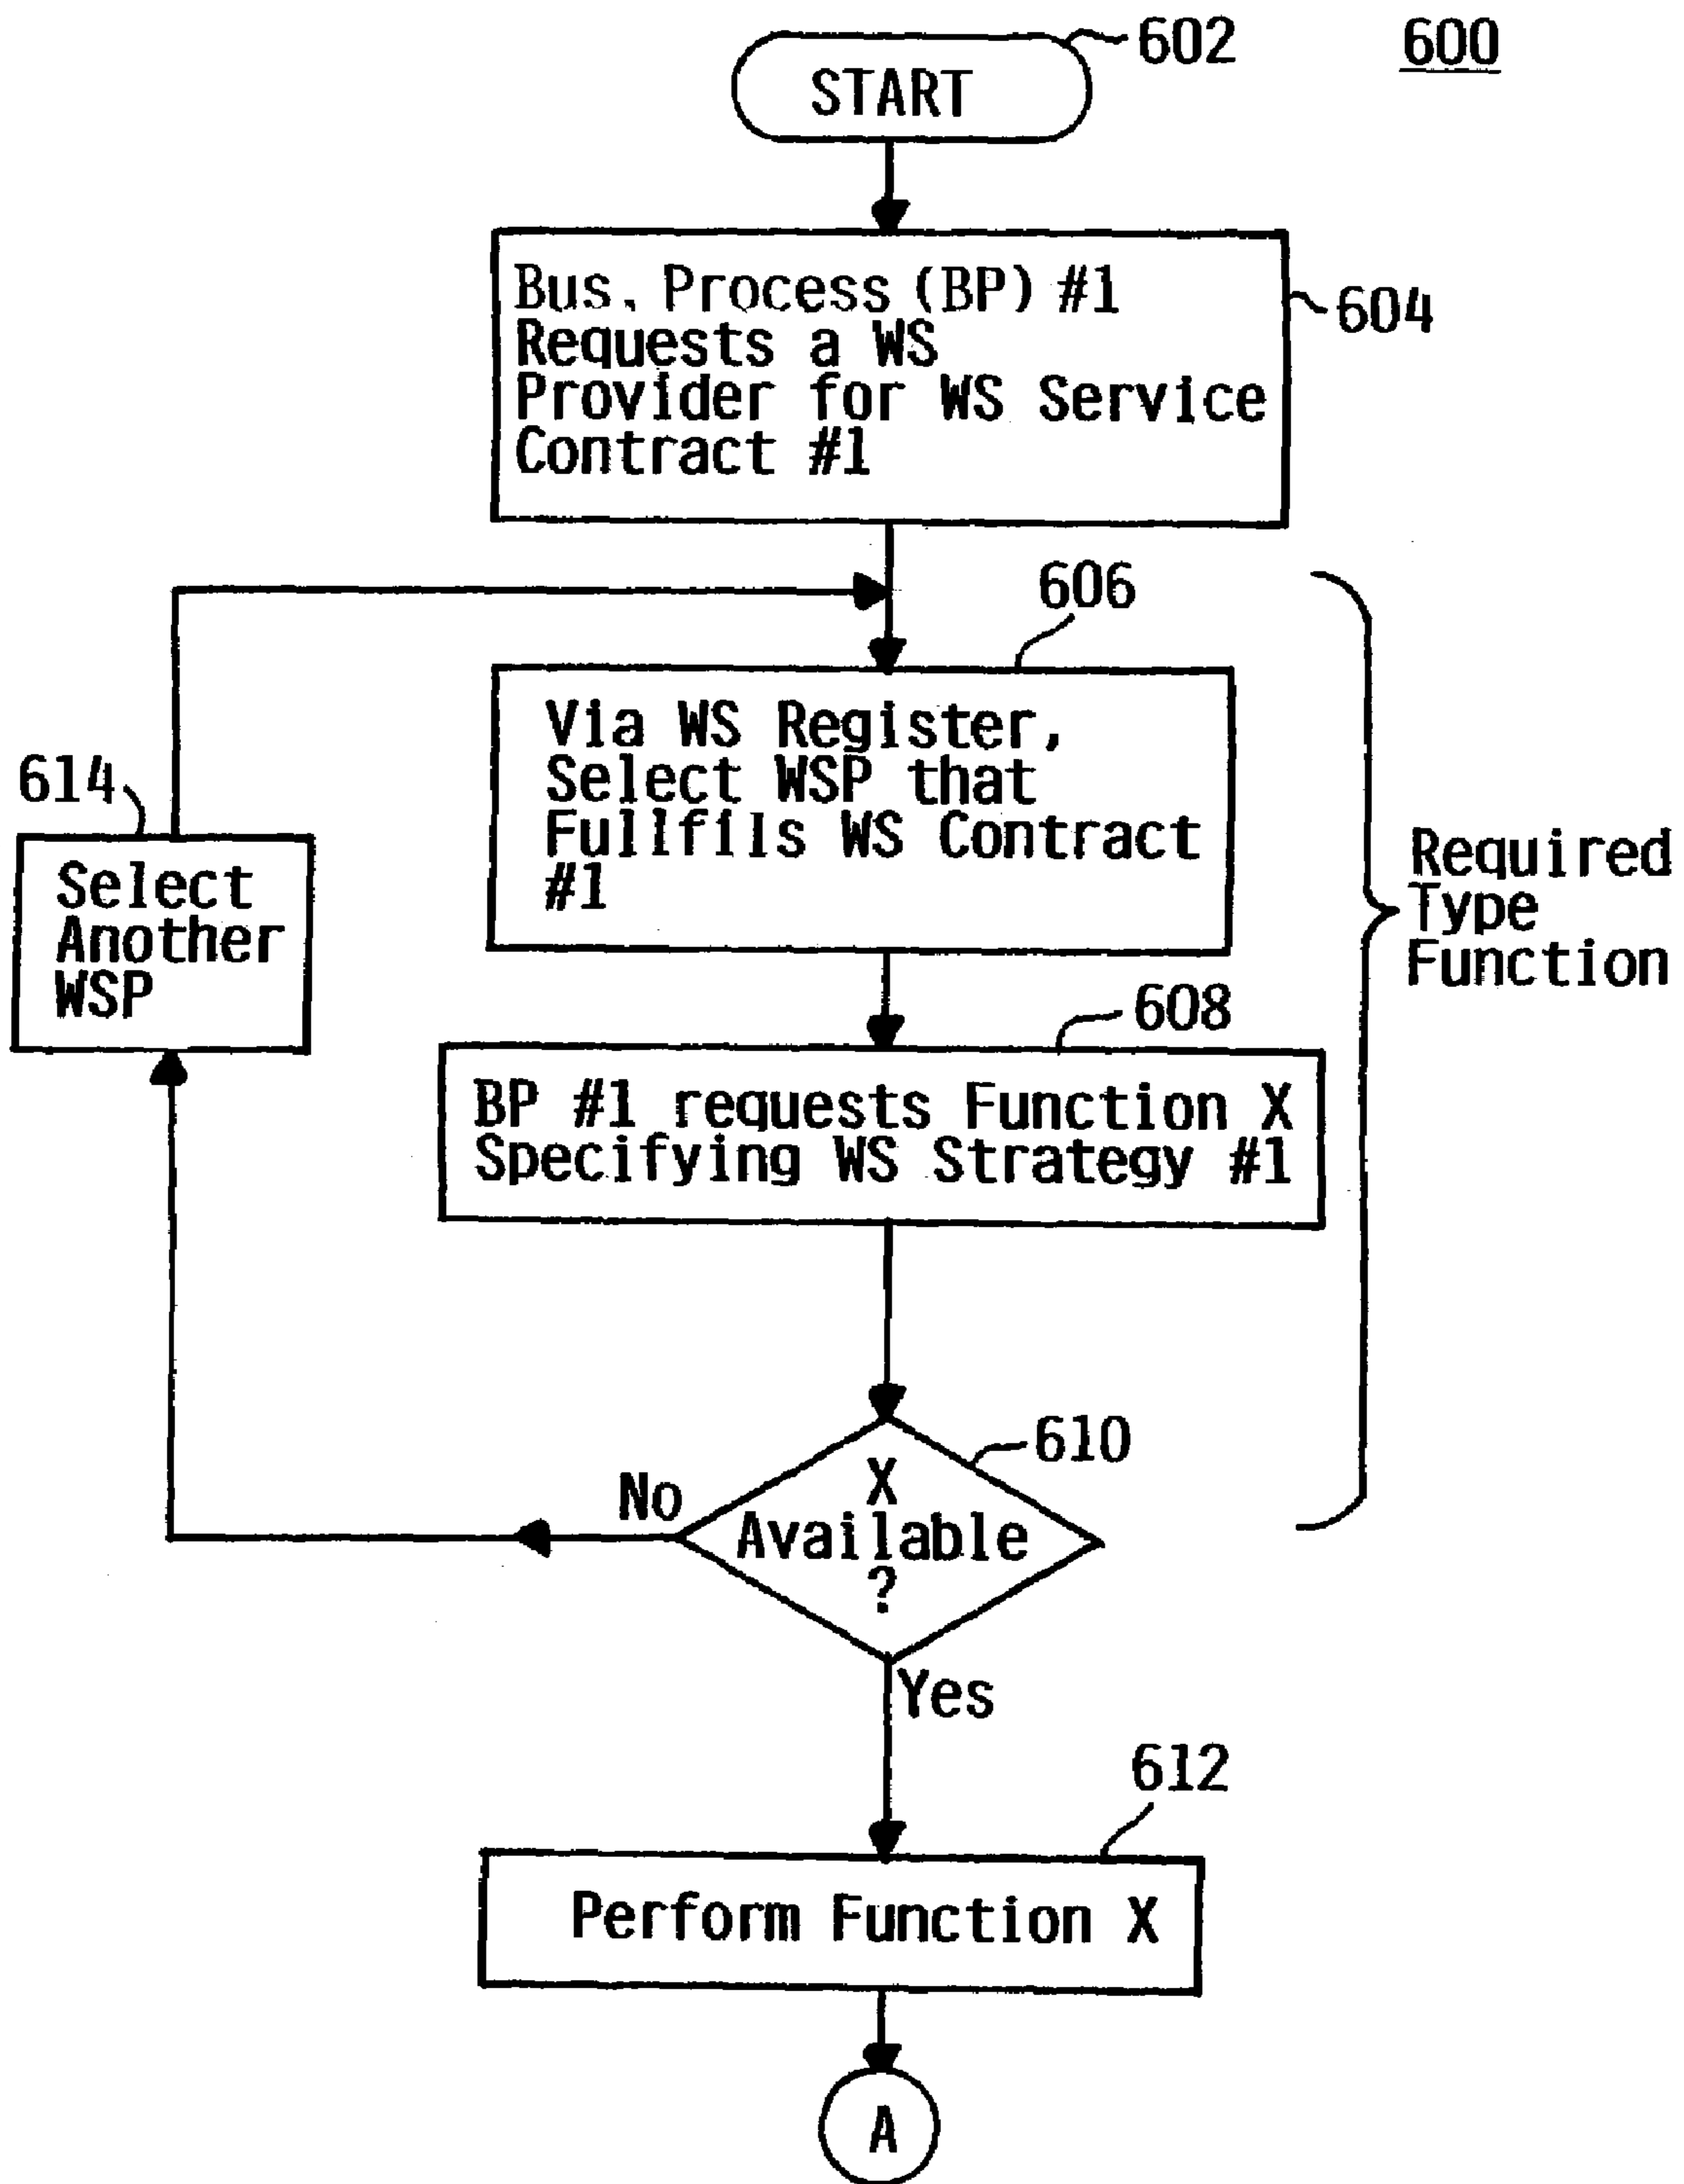 602
600
START
Bus. Process (BP) #1
Requests a WS
Provider for WS Service
Contract #1
604
606
Via WS Register,
Select WSP that
Fullfils WS Contract
#1
614
Select
Another
WSP
Required
Type
Function
608
BP #1 requests Function X
Specifying WS Strategy #1
610
X
Available
?
No
Yes
612
Perform Function X
A